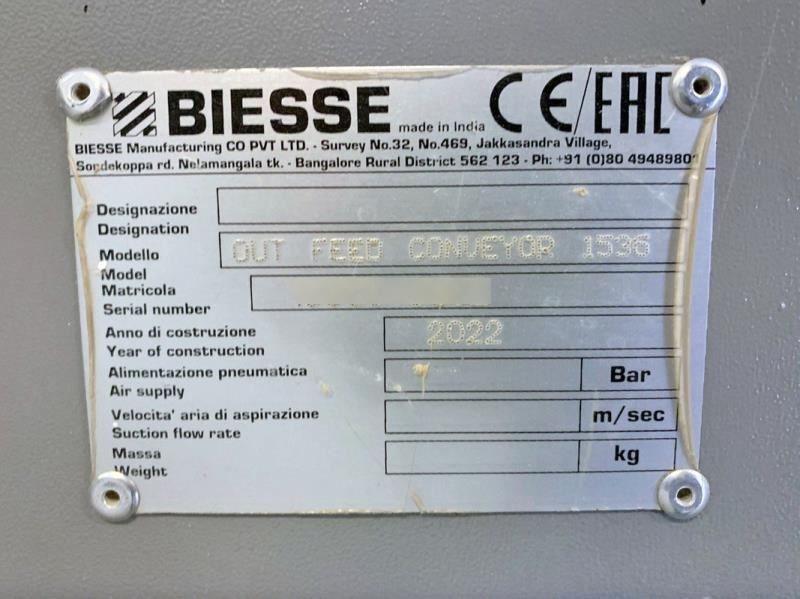 BIESSE made in India CE/EAC
BIESSE Manufacturing CO PVT LTD. - Survey No.32, No.469, Jakkasandra Village,
Sondekoppa rd. Nelamangala tk. - Bangalore Rural District 562 123 - Ph: +91 (0)80 4948980
Designazione
Designation
Modello OUT FEED CONVEYOR 1536
Model
Matricola
Serial number
Anno di costruzione 2022
Year of construction
Alimentazione pneumatica Bar
Air supply
Velocita' aria di aspirazione m/sec
Suction flow rate
Massa kg
Weight